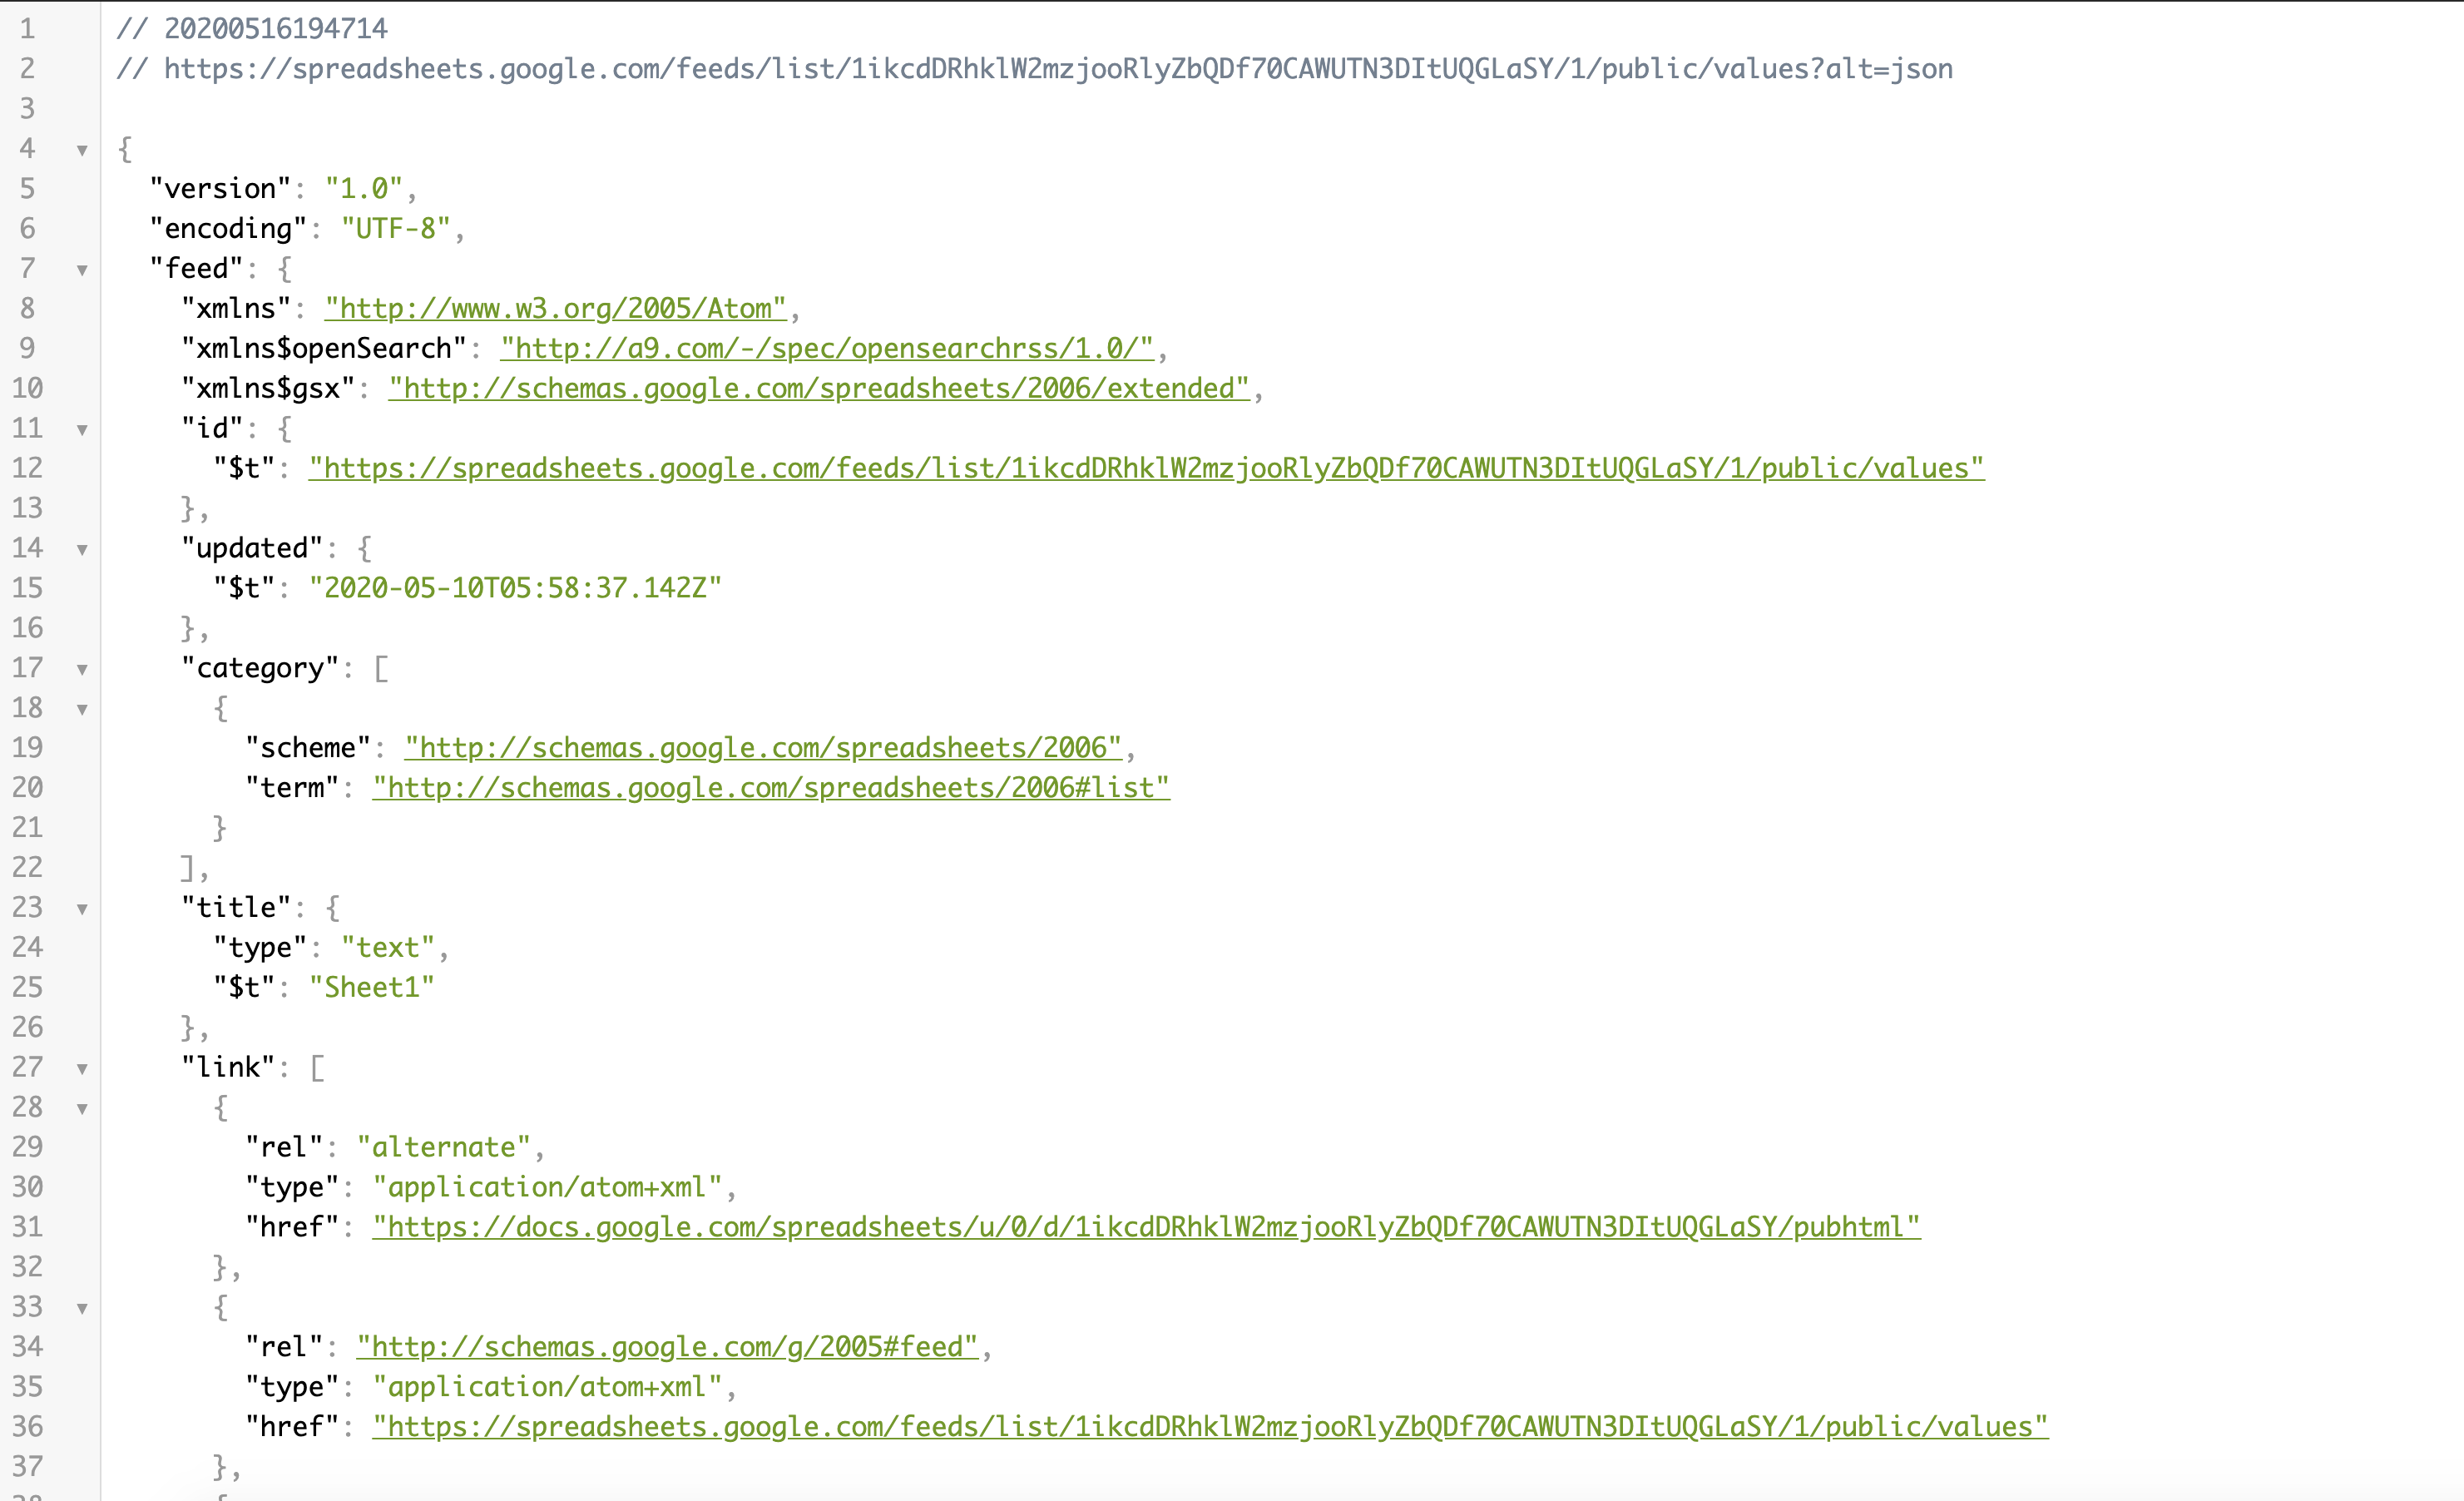 1 // 20200516194714
2 // https://spreadsheets.google.com/feeds/list/1ikcdDRhklW2mzjooRlyZbQDf70CAWUTN3DItUQGLaSY/1/public/values?alt=json
3
4 ▼ {
5 "version": "1.0",
6 "encoding": "UTF-8",
7 ▼ "feed": {
8 "xmlns": "http://www.w3.org/2005/Atom",
9 "xmlns$openSearch": "http://a9.com/-/spec/opensearchrss/1.0/",
10 "xmlns$gsx": "http://schemas.google.com/spreadsheets/2006/extended",
11 ▼ "id": {
12 "$t": "https://spreadsheets.google.com/feeds/list/1ikcdDRhklW2mzjooRlyZbQDf70CAWUTN3DItUQGLaSY/1/public/values"
13 },
14 ▼ "updated": {
15 "$t": "2020-05-10T05:58:37.142Z"
16 },
17 ▼ "category": [
18 ▼ {
19 "scheme": "http://schemas.google.com/spreadsheets/2006",
20 "term": "http://schemas.google.com/spreadsheets/2006#list"
21 }
22 ],
23 ▼ "title": {
24 "type": "text",
25 "$t": "Sheet1"
26 },
27 ▼ "link": [
28 ▼ {
29 "rel": "alternate",
30 "type": "application/atom+xml",
31 "href": "https://docs.google.com/spreadsheets/u/0/d/1ikcdDRhklW2mzjooRlyZbQDf70CAWUTN3DItUQGLaSY/pubhtml"
32 },
33 ▼ {
34 "rel": "http://schemas.google.com/g/2005#feed",
35 "type": "application/atom+xml",
36 "href": "https://spreadsheets.google.com/feeds/list/1ikcdDRhklW2mzjooRlyZbQDf70CAWUTN3DItUQGLaSY/1/public/values"
37 },